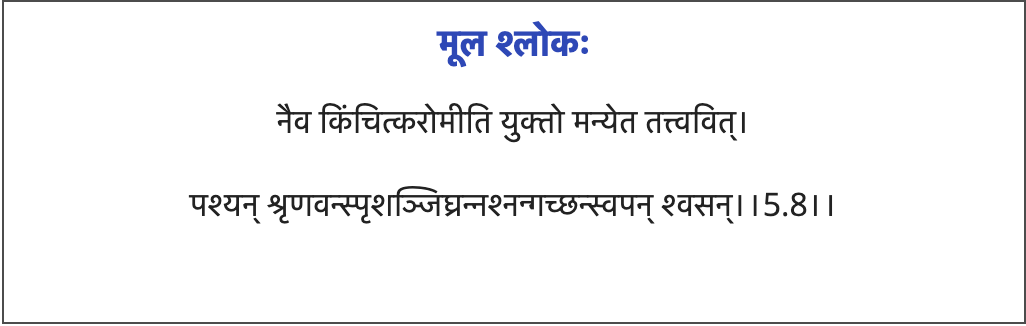 मूल श्लोकः
नैव किंचित्करोमीति युक्तो मन्येत तत्त्ववित्।
पश्यन् श्रृणवन्स्पृशञ्जिघ्रन्नश्नन्गच्छन्स्वपन् श्वसन्।।5.8।।